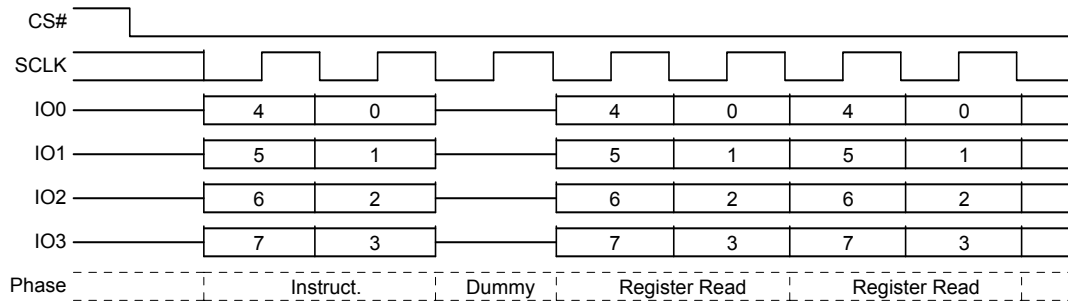 CS#
SCLK
IO0 4 0 4 0 4 0
IO1 5 1 5 1 5 1
IO2 6 2 6 2 6 2
IO3 7 3 7 3 7 3
Phase Instruct. Dummy Register Read Register Read